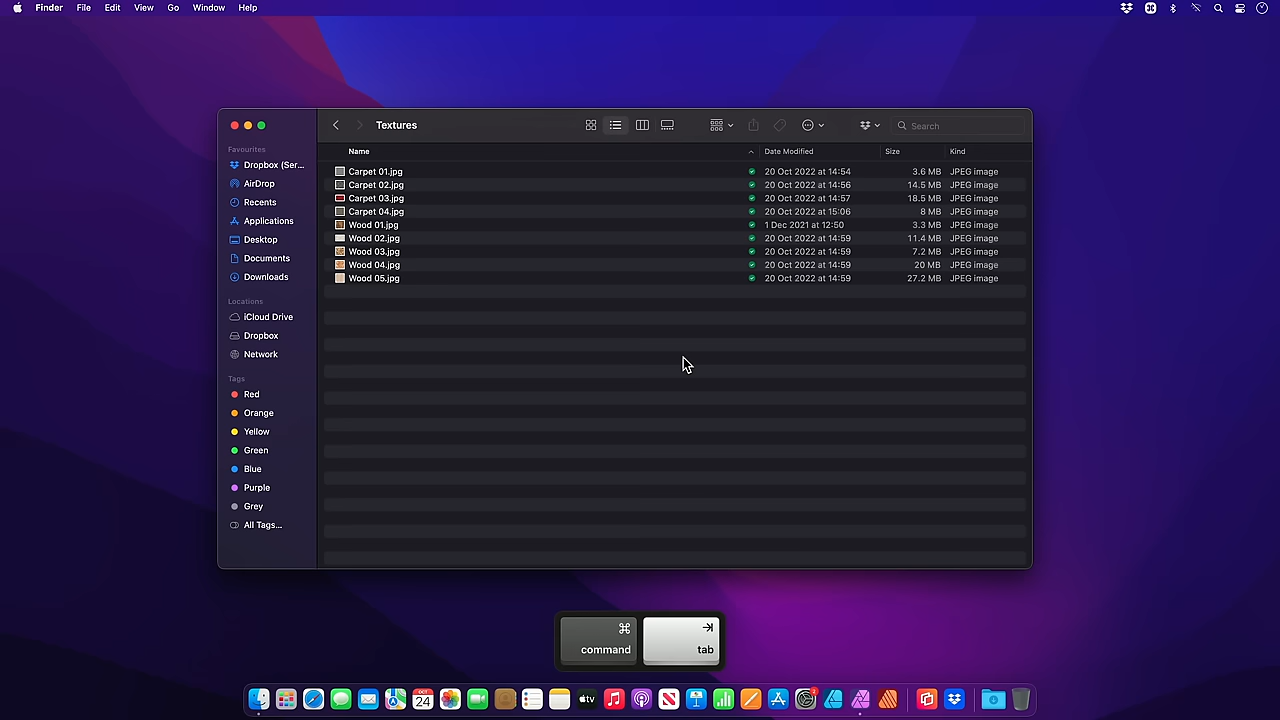 Finder File Edit View Go Window Help
Textures
Search
Favourites
Dropbox (Ser...
AirDrop
Recents
Applications
Desktop
Documents
Downloads
Locations
iCloud Drive
Dropbox
Network
Tags
Red
Orange
Yellow
Green
Blue
Purple
Grey
All Tags...
Name Date Modified Size Kind
Carpet 01.jpg 20 Oct 2022 at 14:54 3.6 MB JPEG image
Carpet 02.jpg 20 Oct 2022 at 14:56 14.5 MB JPEG image
Carpet 03.jpg 20 Oct 2022 at 14:57 18.5 MB JPEG image
Carpet 04.jpg 20 Oct 2022 at 15:06 8 MB JPEG image
Wood 01.jpg 1 Dec 2021 at 12:50 3.3 MB JPEG image
Wood 02.jpg 20 Oct 2022 at 14:59 11.4 MB JPEG image
Wood 03.jpg 20 Oct 2022 at 14:59 7.2 MB JPEG image
Wood 04.jpg 20 Oct 2022 at 14:59 20 MB JPEG image
Wood 05.jpg 20 Oct 2022 at 14:59 27.2 MB JPEG image
⌘
command
tab
OCT
24
tv